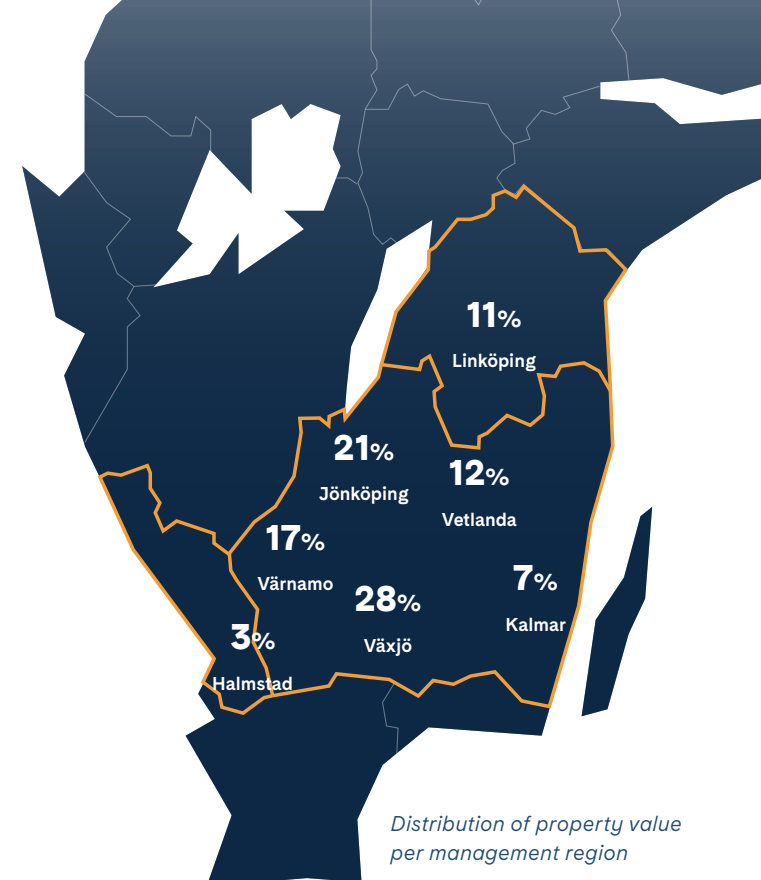 11%
Linköping
21%
Jönköping
12%
Vetlanda
17%
Värnamo
7%
Kalmar
28%
Växjö
3%
Halmstad
Distribution of property value
per management region